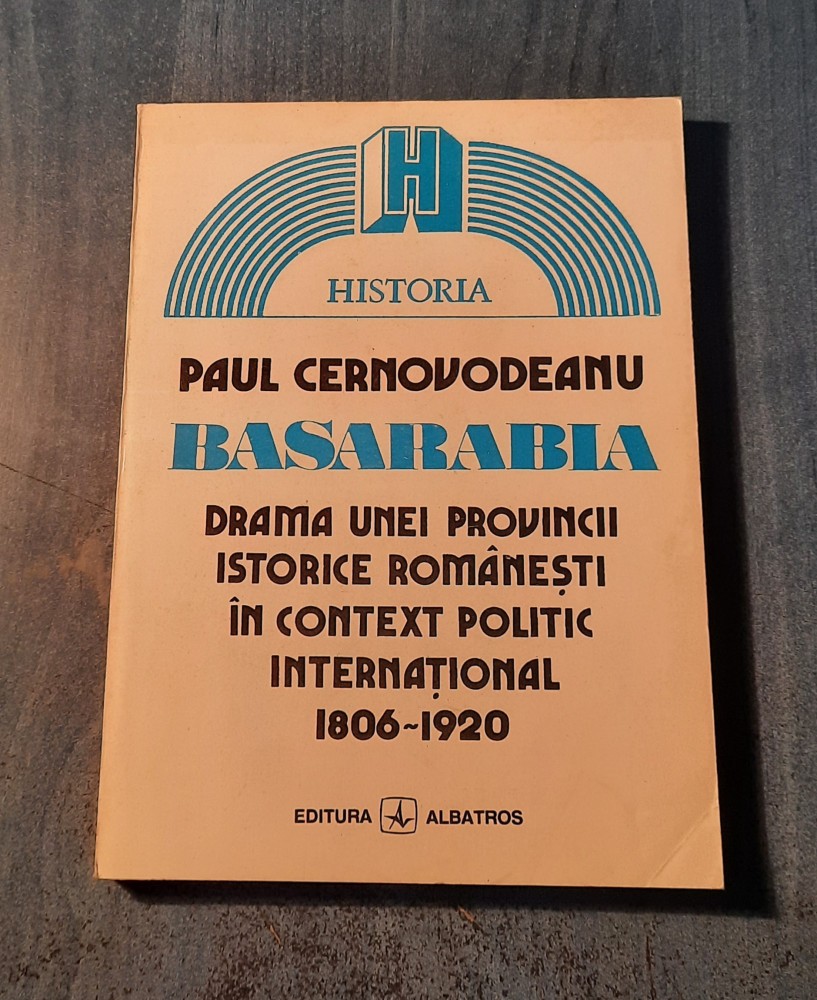 H
HISTORIA
PAUL CERNOVODEANU
BASARABIA
DRAMA UNEI PROVINCII
ISTORICE ROMÂNEȘTI
ÎN CONTEXT POLITIC
INTERNAȚIONAL
1806~1920
EDITURA ALBATROS